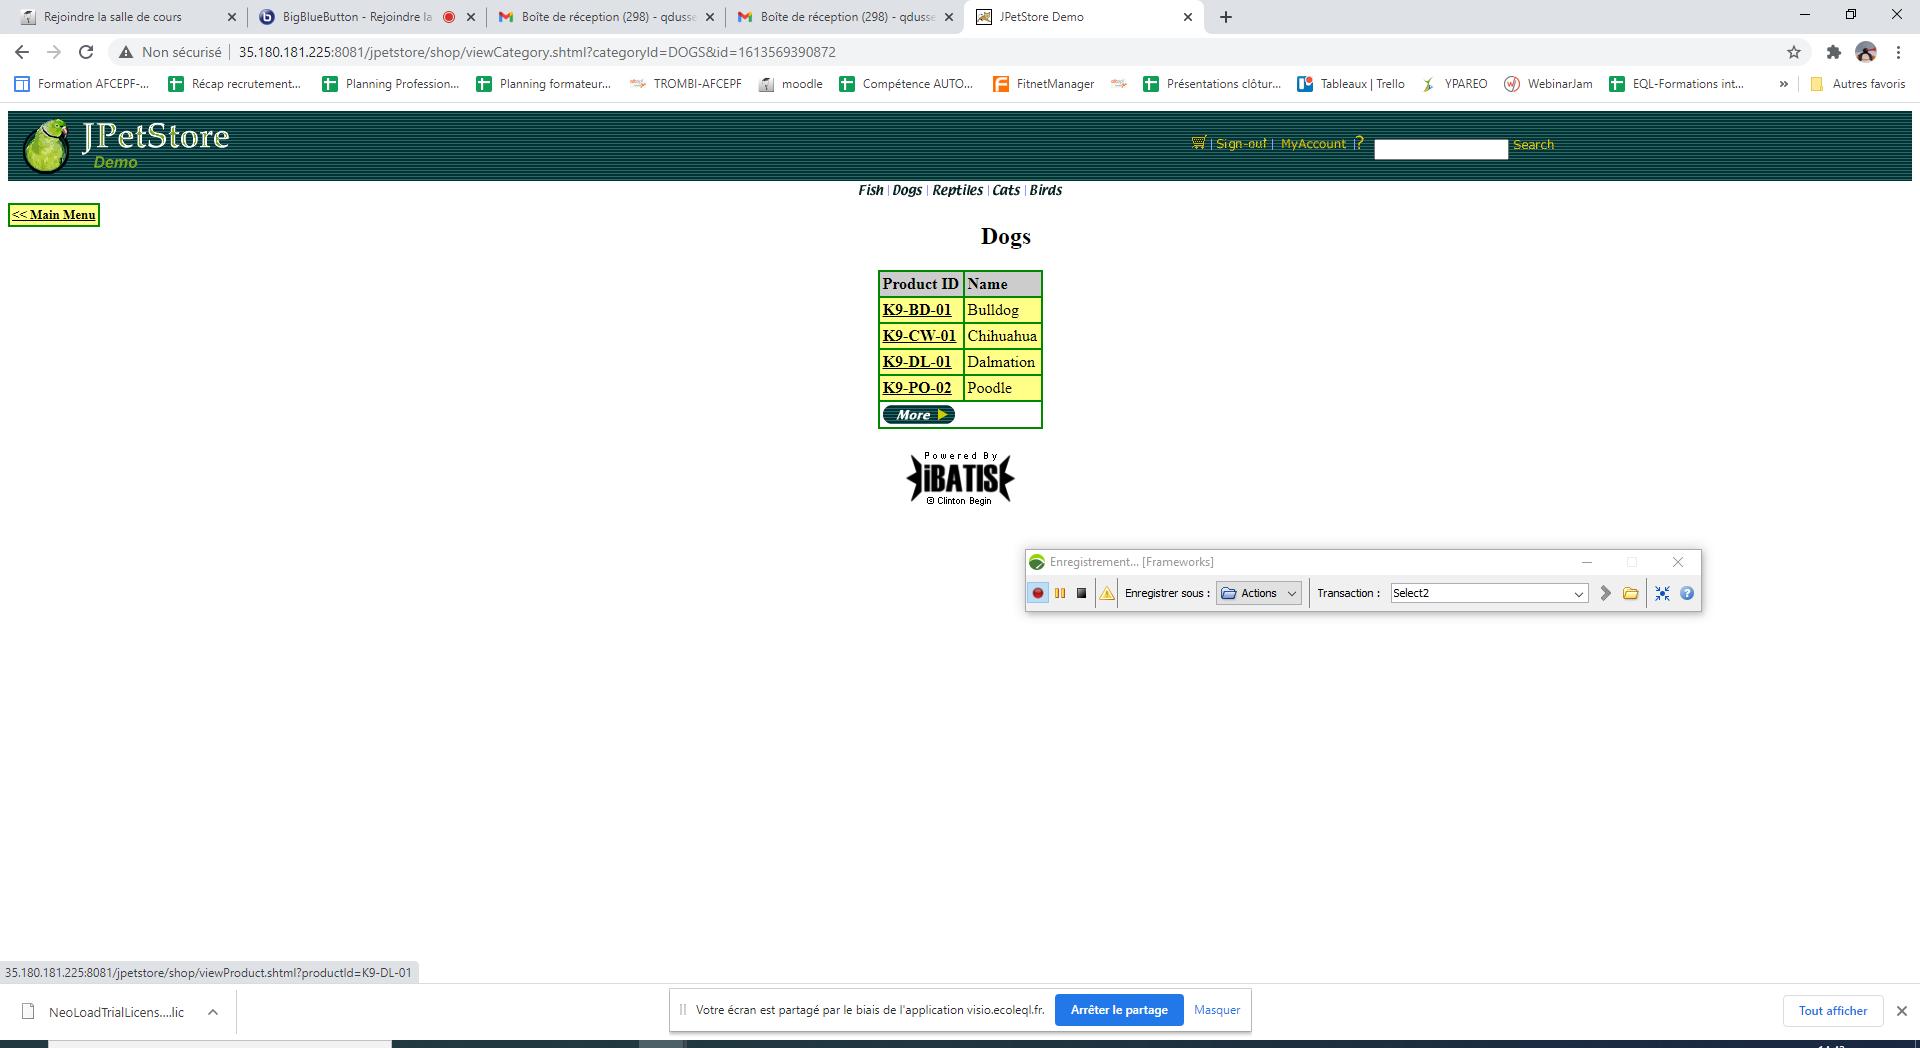 Rejoindre la salle de cours
BigBlueButton - Rejoindre la
Boîte de réception (298) - qdusse
Boîte de réception (298) - qdusse
JPetStore Demo
Non sécurisé
35.180.181.225:8081/jpetstore/shop/viewCategory.shtml?categoryId=DOGS&id=1613569390872
Formation AFCEPF-...
Récap recrutement...
Planning Profession...
Planning formateur...
TROMBI-AFCEPF
moodle
Compétence AUTO...
FitnetManager
Présentations clôtur...
Tableaux | Trello
YPAREO
WebinarJam
EQL-Formations int...
»
Autres favoris
JPetStore
Demo
| Sign-out | MyAccount | ?
Search
Fish | Dogs | Reptiles | Cats | Birds
<< Main Menu
Dogs
Product ID Name
K9-BD-01 Bulldog
K9-CW-01 Chihuahua
K9-DL-01 Dalmation
K9-PO-02 Poodle
More
Powered By
iBATIS
© Clinton Begin
Enregistrement... [Frameworks]
Enregistrer sous : Actions Transaction : Select2
35.180.181.225:8081/jpetstore/shop/viewProduct.shtml?productId=K9-DL-01
NeoLoadTrialLicens....lic
Votre écran est partagé par le biais de l'application visio.ecoleql.fr.
Arrêter le partage
Masquer
Tout afficher